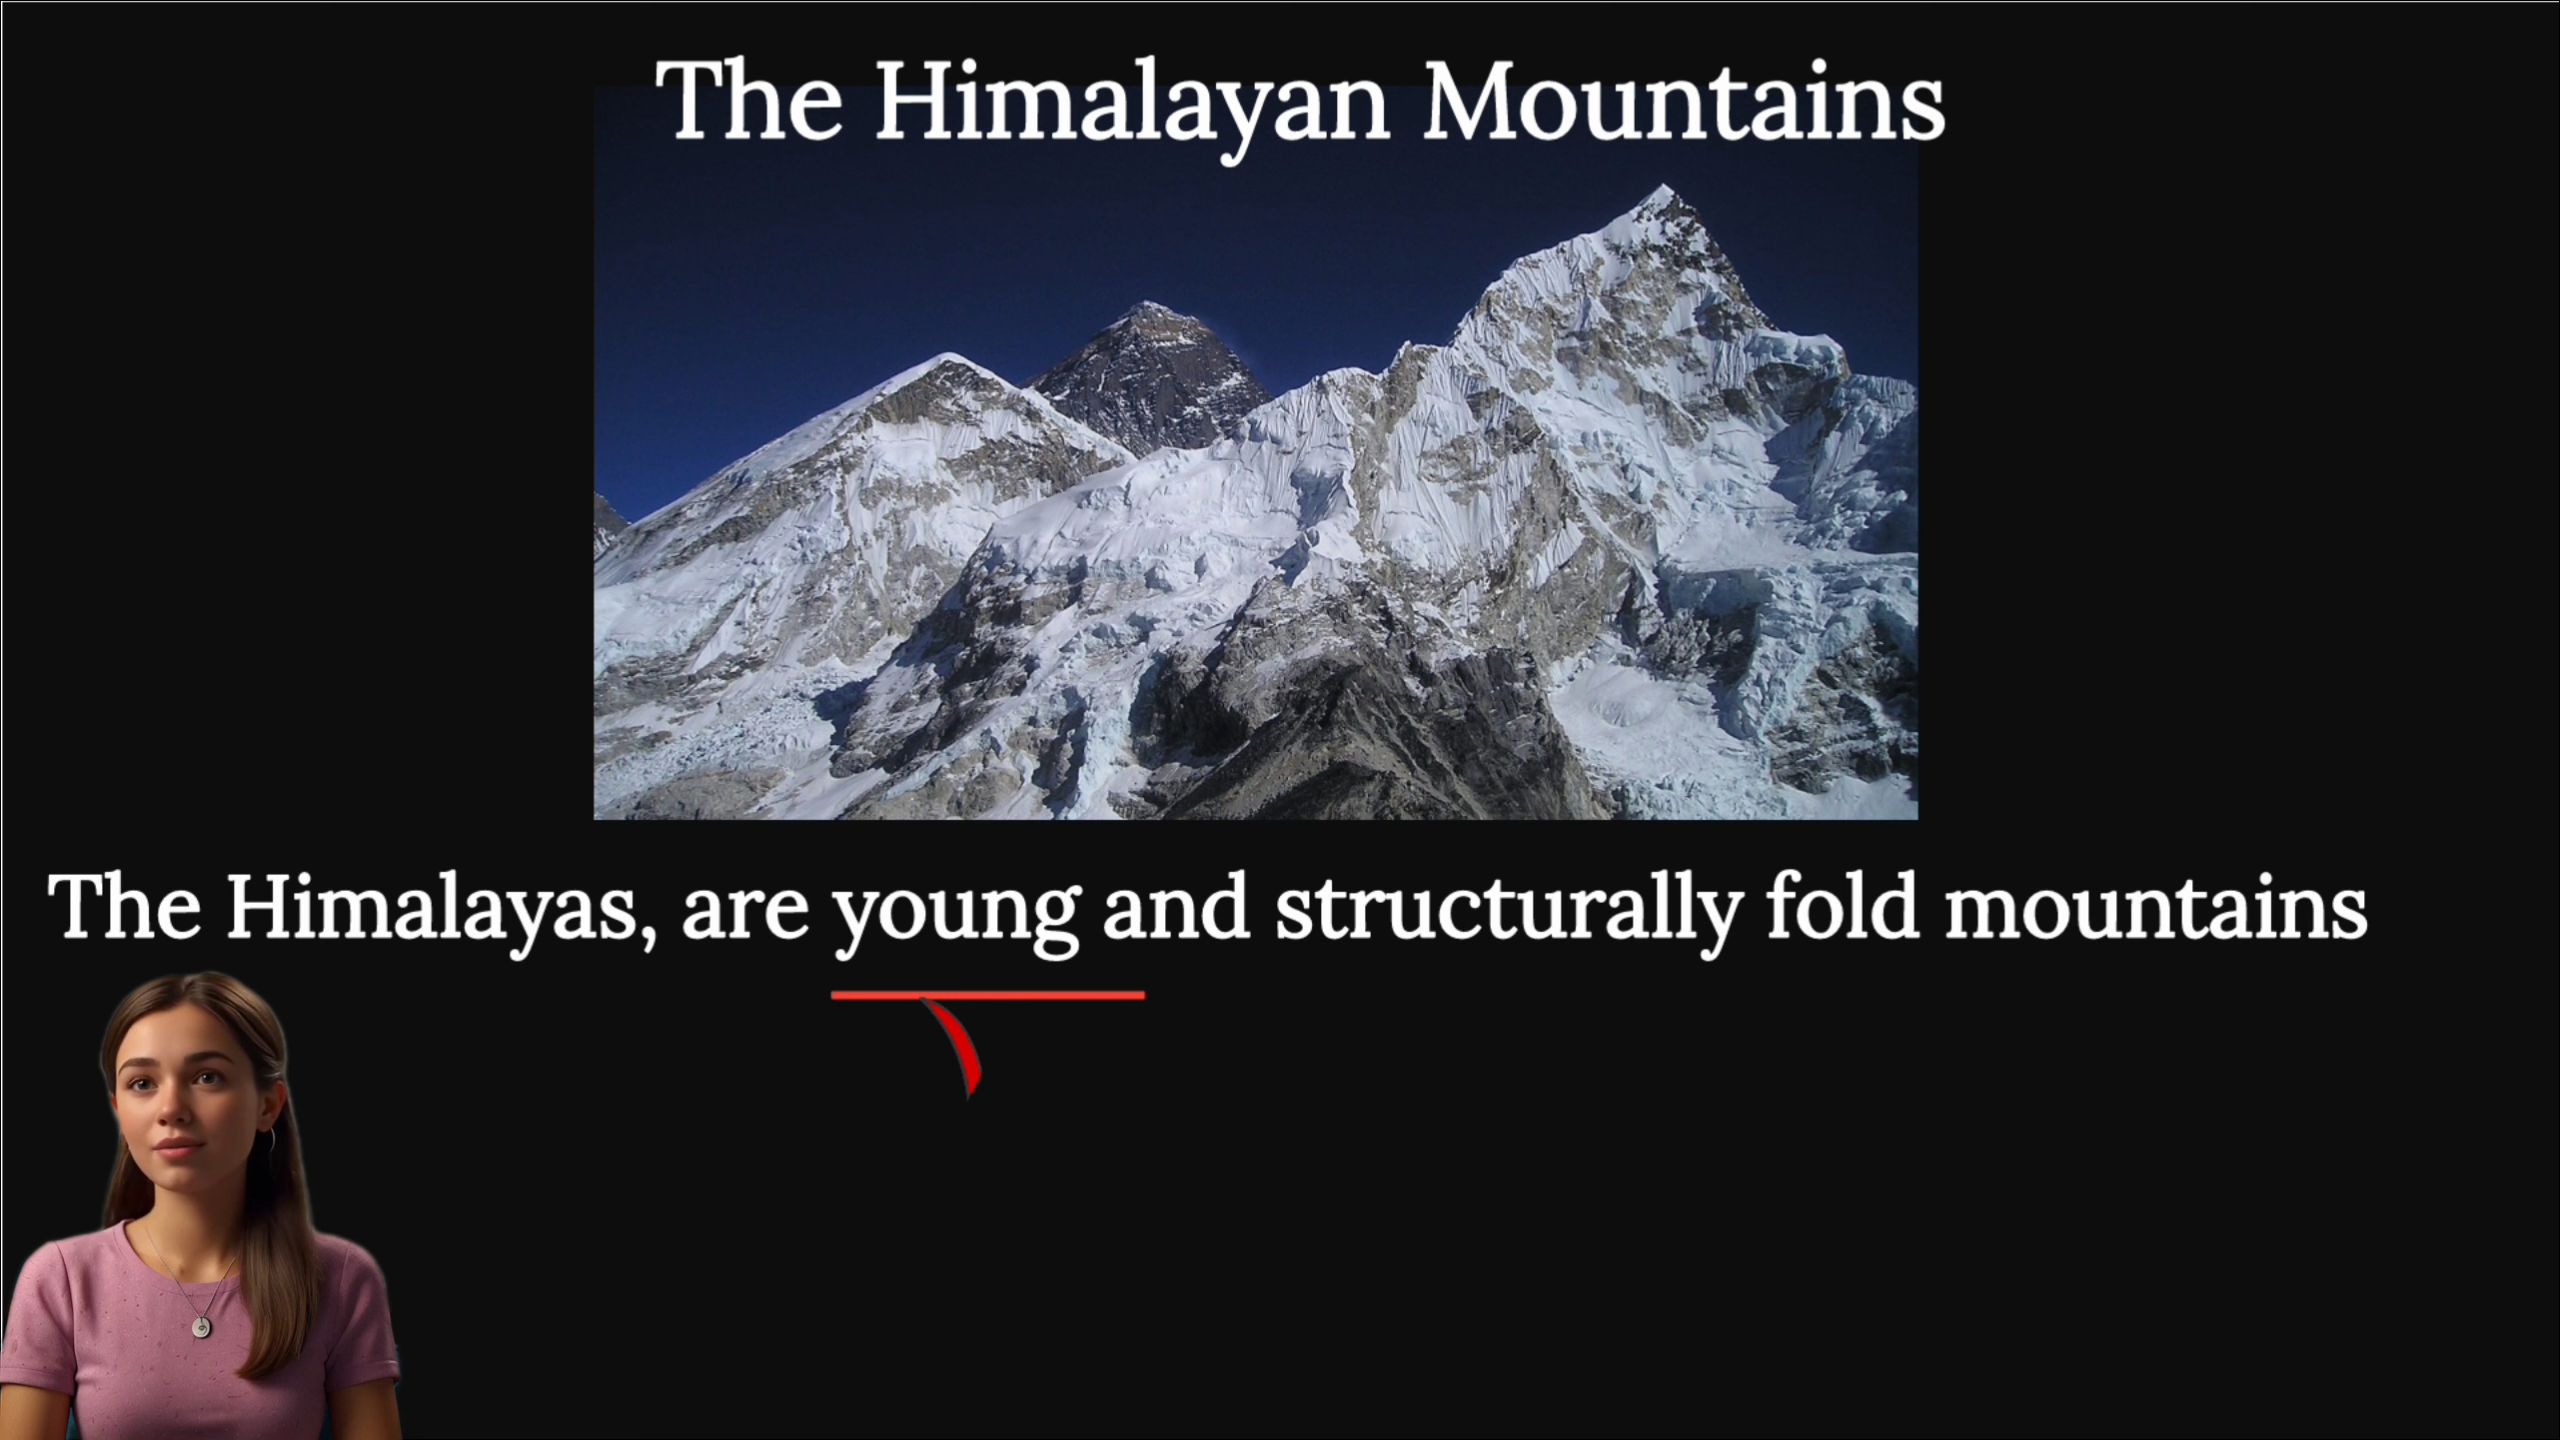 The Himalayan Mountains
The Himalayas, are young and structurally fold mountains